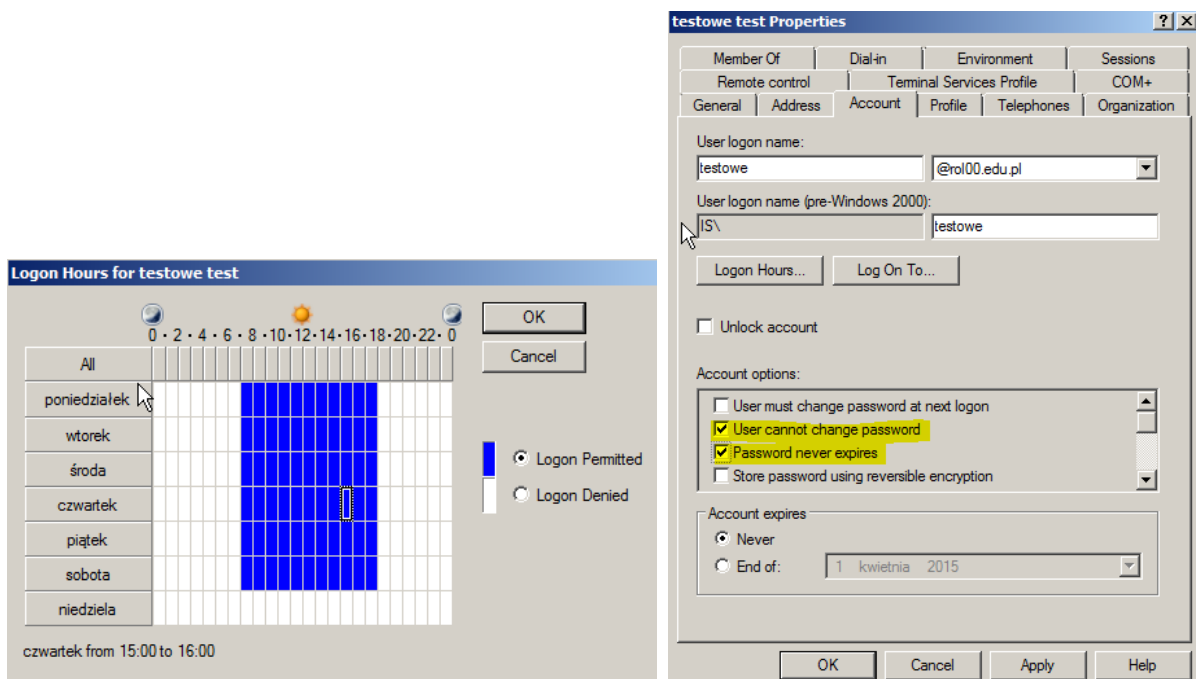 Logon Hours for testowe test
0 · 2 · 4 · 6 · 8 · 10 · 12 · 14 · 16 · 18 · 20 · 22 · 0
All
poniedziałek
wtorek
środa
czwartek
piątek
sobota
niedziela
OK
Cancel
Logon Permitted
Logon Denied
czwartek from 15:00 to 16:00
testowe test Properties
Member Of Dial-in Environment Sessions
Remote control Terminal Services Profile COM+
General Address Account Profile Telephones Organization
User logon name:
testowe @rol00.edu.pl
User logon name (pre-Windows 2000):
IS\ testowe
Logon Hours... Log On To...
Unlock account
Account options:
User must change password at next logon
User cannot change password
Password never expires
Store password using reversible encryption
Account expires
Never
End of: 1 kwietnia 2015
OK Cancel Apply Help